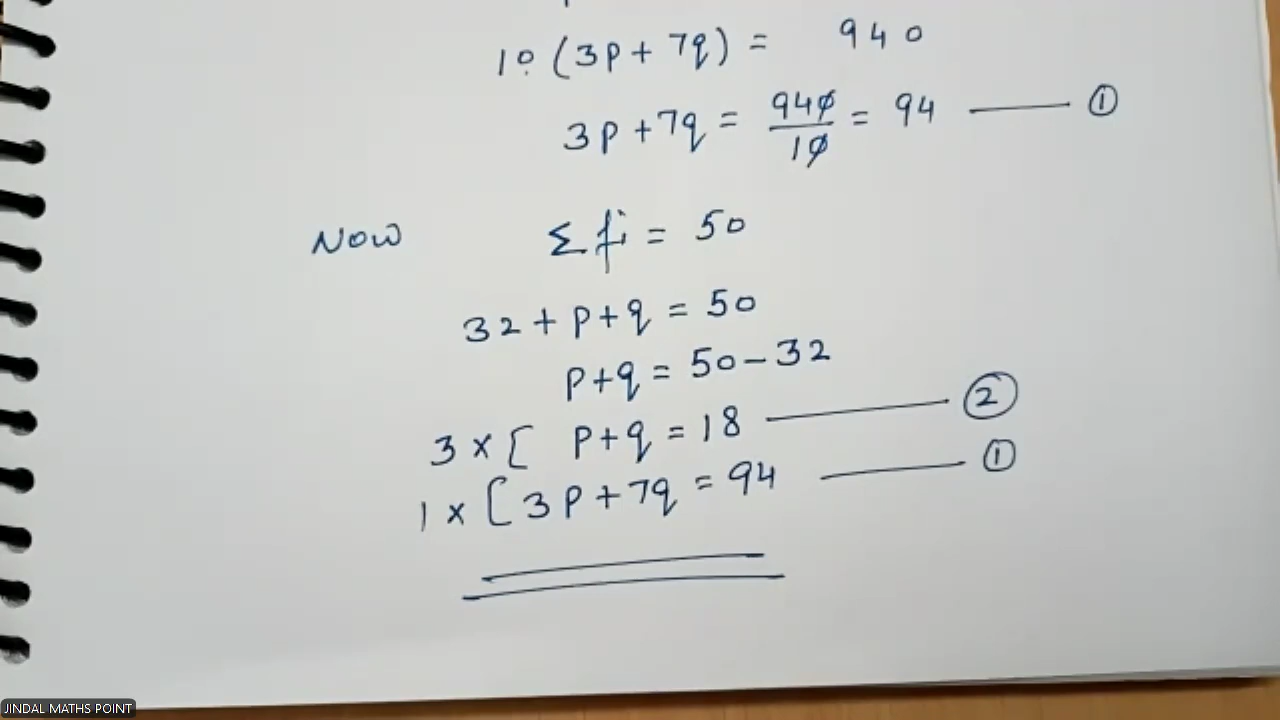 10 (3p + 7q) = 940
3p + 7q = 940/10 = 94 —— ①
Now Σfi = 50
32 + p + q = 50
p + q = 50 - 32
3 × [ p + q = 18 —— ②
1 × [ 3p + 7q = 94 —— ①
JINDAL MATHS POINT